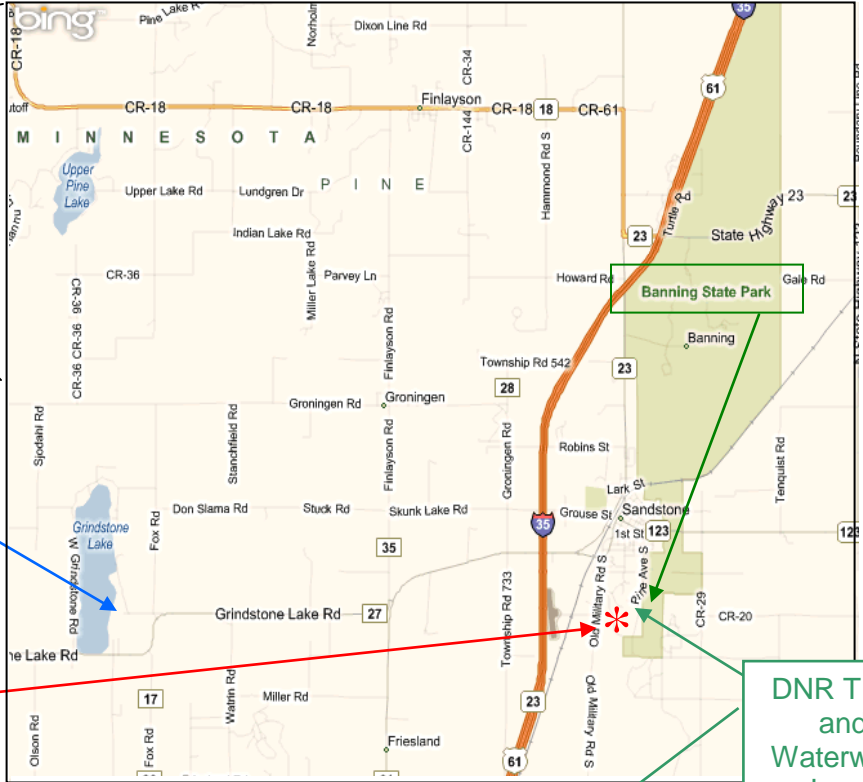 bing
Pine Lake R
Norholm
Dixon Line Rd
35
CR-18
CR-34
61
Finlayson
CR-18
CR-18
CR-18
18
CR-61
utoff
CR-144
MINNESOTA
Hammond Rd S
Upper
Pine
Lake
Upper Lake Rd
Lundgren Dr
PINE
Turtle Rd
23
State Highway 23
23
Indian Lake Rd
CR-36
Miller Lake Rd
Parvey Ln
Howard Rd
Banning State Park
Gale Rd
CR-36
CR-36
CR-36
Finlayson Rd
Banning
Township Rd 542
23
28
Groningen Rd
Groningen
Sjodahl Rd
Stanchfield Rd
Finlayson Rd
Groningen Rd
Robins St
Tenquist Rd
Lark St
Don Slama Rd
Stuck Rd
Skunk Lake Rd
Grouse St
Sandstone
35
1st St
123
123
Grindstone
Lake
W Grindstone Rd
Fox Rd
35
Township Rd 733
Old Military Rd S
Pine Ave S
CR-29
Grindstone Lake Rd
27
*
CR-20
ne Lake Rd
17
Watrin Rd
Miller Rd
23
Old Military Rd S
Olson Rd
Fox Rd
Friesland
61
DNR T
and
Waterw